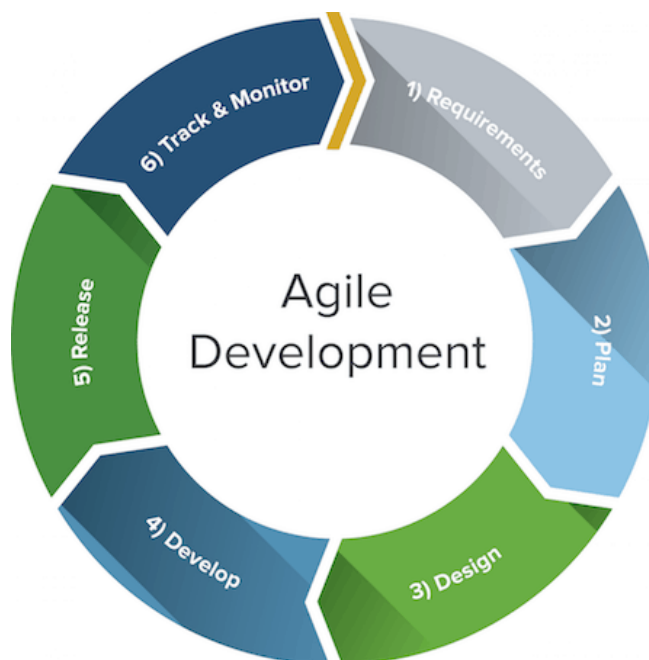 Agile
Development
1) Requirements
2) Plan
3) Design
4) Develop
5) Release
6) Track & Monitor